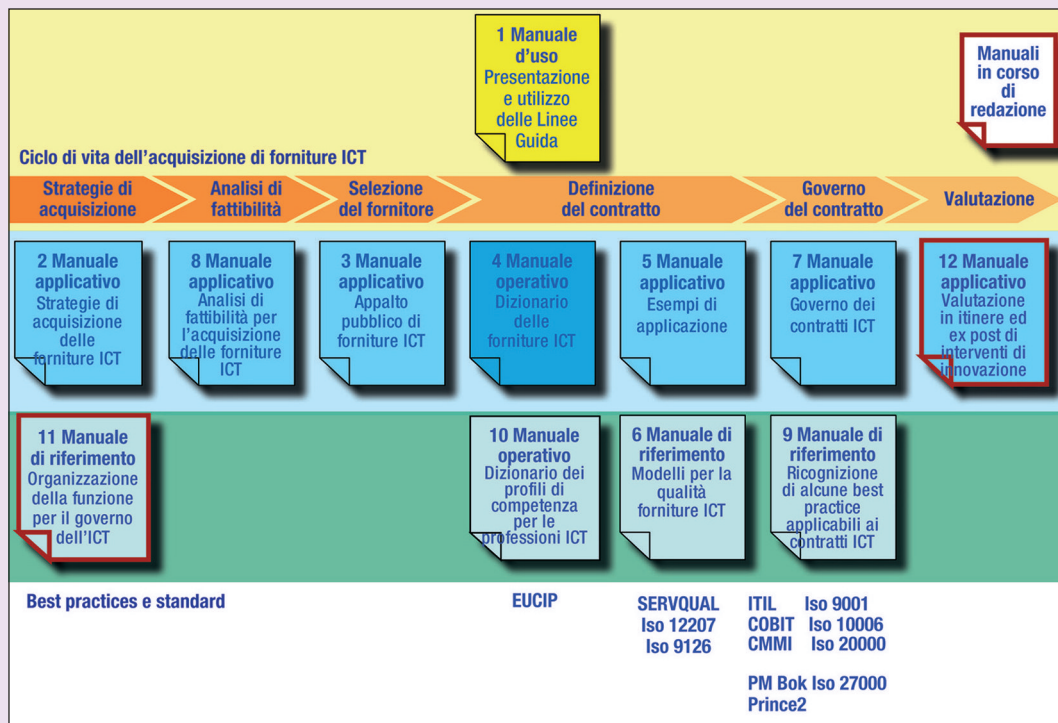 1 Manuale
d'uso
Presentazione
e utilizzo
delle Linee
Guida
Manuali
in corso
di
redazione
Ciclo di vita dell'acquisizione di forniture ICT
Strategie di
acquisizione
Analisi di
fattibilità
Selezione
del fornitore
Definizione
del contratto
Governo
del contratto
Valutazione
2 Manuale
applicativo
Strategie di
acquisizione
delle
forniture ICT
8 Manuale
applicativo
Analisi di
fattibilità per
l'acquisizione
delle forniture
ICT
3 Manuale
applicativo
Appalto
pubblico di
forniture ICT
4 Manuale
operativo
Dizionario
delle
forniture ICT
5 Manuale
applicativo
Esempi di
applicazione
7 Manuale
applicativo
Governo dei
contratti ICT
12 Manuale
applicativo
Valutazione
in itinere ed
ex post di
interventi di
innovazione
11 Manuale
di riferimento
Organizzazione
della funzione
per il governo
dell'ICT
10 Manuale
operativo
Dizionario dei
profili di
competenza
per le
professioni ICT
6 Manuale di
riferimento
Modelli per la
qualità
forniture ICT
9 Manuale di
riferimento
Ricognizione
di alcune best
practice
applicabili ai
contratti ICT
Best practices e standard
EUCIP
SERVQUAL
Iso 12207
Iso 9126
ITIL Iso 9001
COBIT Iso 10006
CMMI Iso 20000
PM Bok Iso 27000
Prince2